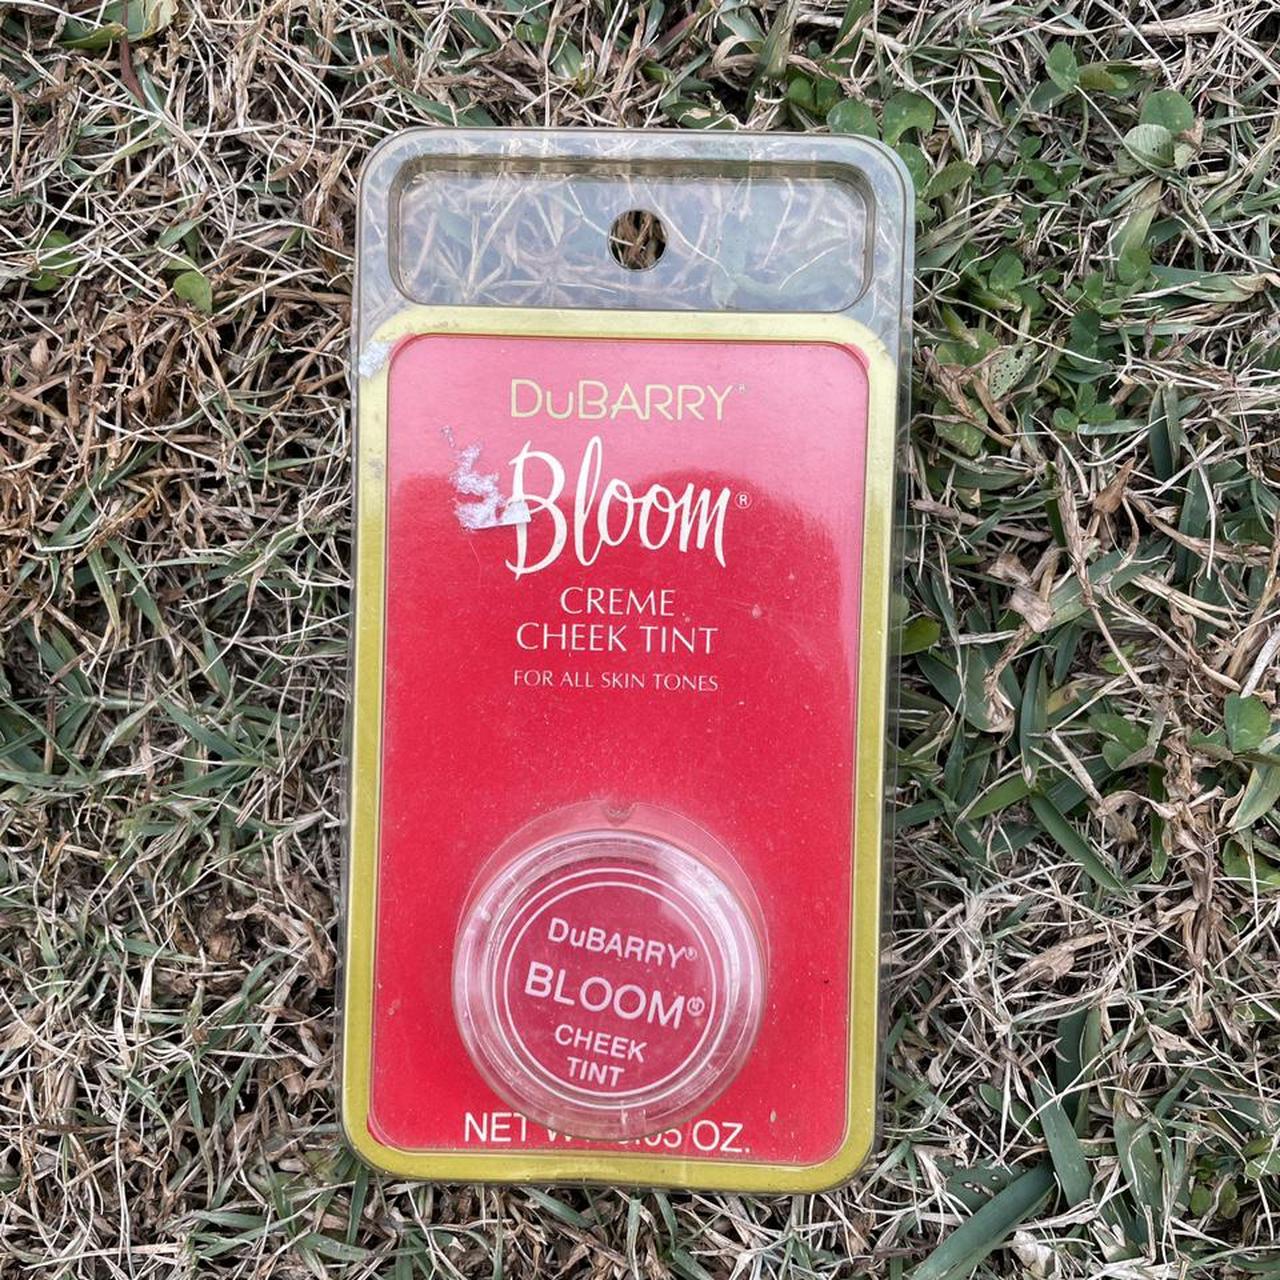 DuBARRY®
Bloom®
CREME
CHEEK TINT
FOR ALL SKIN TONES
DuBARRY®
BLOOM®
CHEEK
TINT
NET OZ.